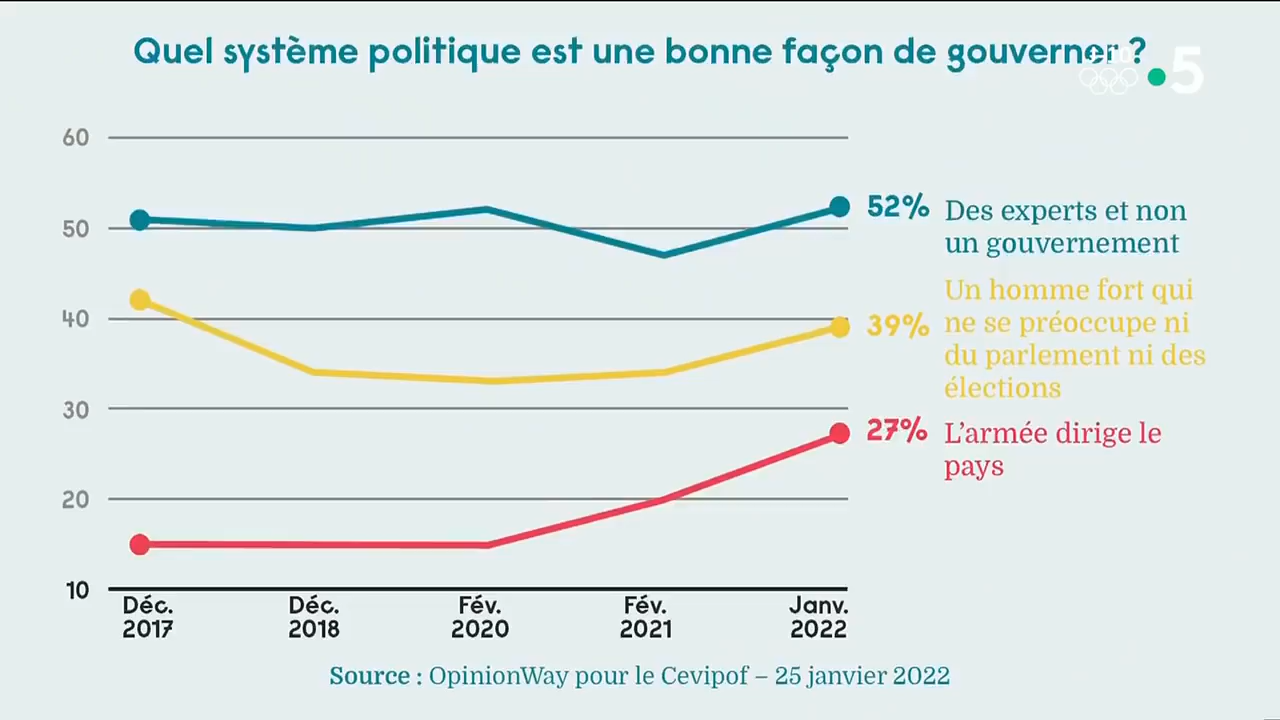 Quel système politique est une bonne façon de gouverner ?
5
60
50
40
30
20
10
52%
Des experts et non
un gouvernement
39%
Un homme fort qui
ne se préoccupe ni
du parlement ni des
élections
27%
L'armée dirige le
pays
Déc.
2017
Déc.
2018
Fév.
2020
Fév.
2021
Janv.
2022
Source : OpinionWay pour le Cevipof – 25 janvier 2022